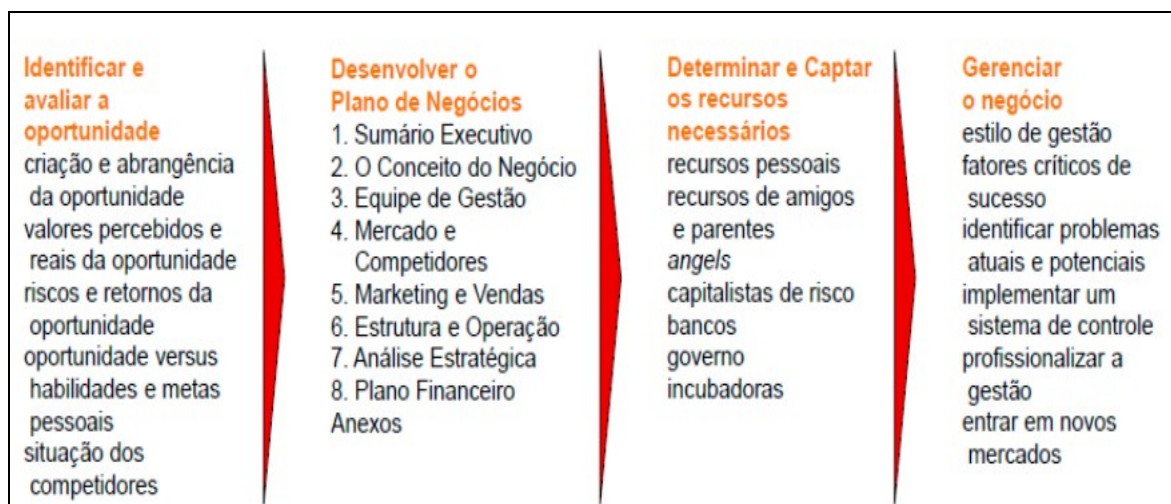 Identificar e
avaliar a
oportunidade
criação e abrangência
da oportunidade
valores percebidos e
reais da oportunidade
riscos e retornos da
oportunidade
oportunidade versus
habilidades e metas
pessoais
situação dos
competidores
Desenvolver o
Plano de Negócios
1. Sumário Executivo
2. O Conceito do Negócio
3. Equipe de Gestão
4. Mercado e
Competidores
5. Marketing e Vendas
6. Estrutura e Operação
7. Análise Estratégica
8. Plano Financeiro
Anexos
Determinar e Captar
os recursos
necessários
recursos pessoais
recursos de amigos
e parentes
angels
capitalistas de risco
bancos
governo
incubadoras
Gerenciar
o negócio
estilo de gestão
fatores críticos de
sucesso
identificar problemas
atuais e potenciais
implementar um
sistema de controle
profissionalizar a
gestão
entrar em novos
mercados